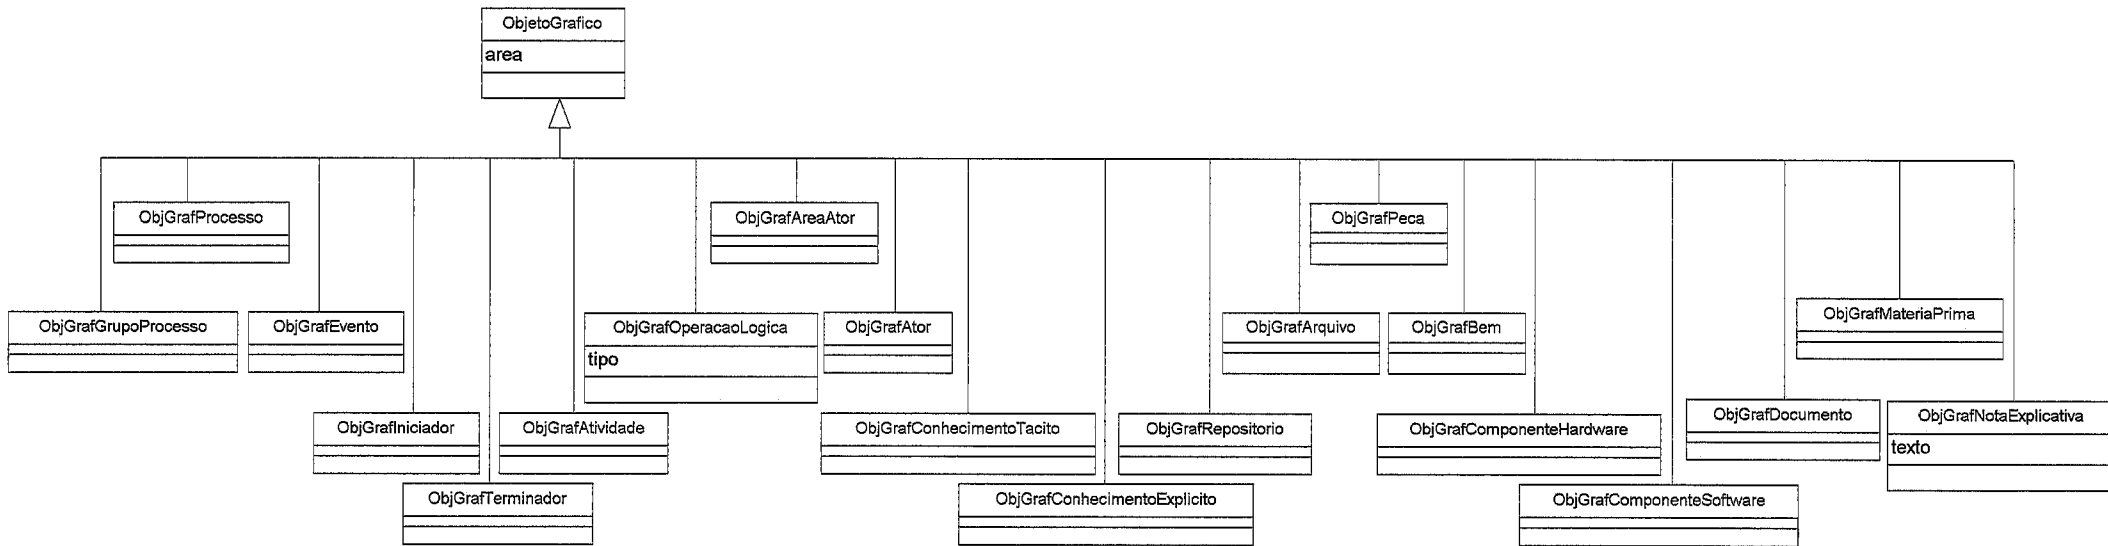 ObjetoGrafico
area
ObjGrafProcesso
ObjGrafAreaAtor
ObjGrafPeca
ObjGrafGrupoProcesso
ObjGrafEvento
ObjGrafOperacaoLogica
tipo
ObjGrafAtor
ObjGrafArquivo
ObjGrafBem
ObjGrafMateriaPrima
ObjGrafIniciador
ObjGrafAtividade
ObjGrafConhecimentoTacito
ObjGrafRepositorio
ObjGrafComponenteHardware
ObjGrafDocumento
ObjGrafNotaExplicativa
texto
ObjGrafTerminador
ObjGrafConhecimentoExplicito
ObjGrafComponenteSoftware